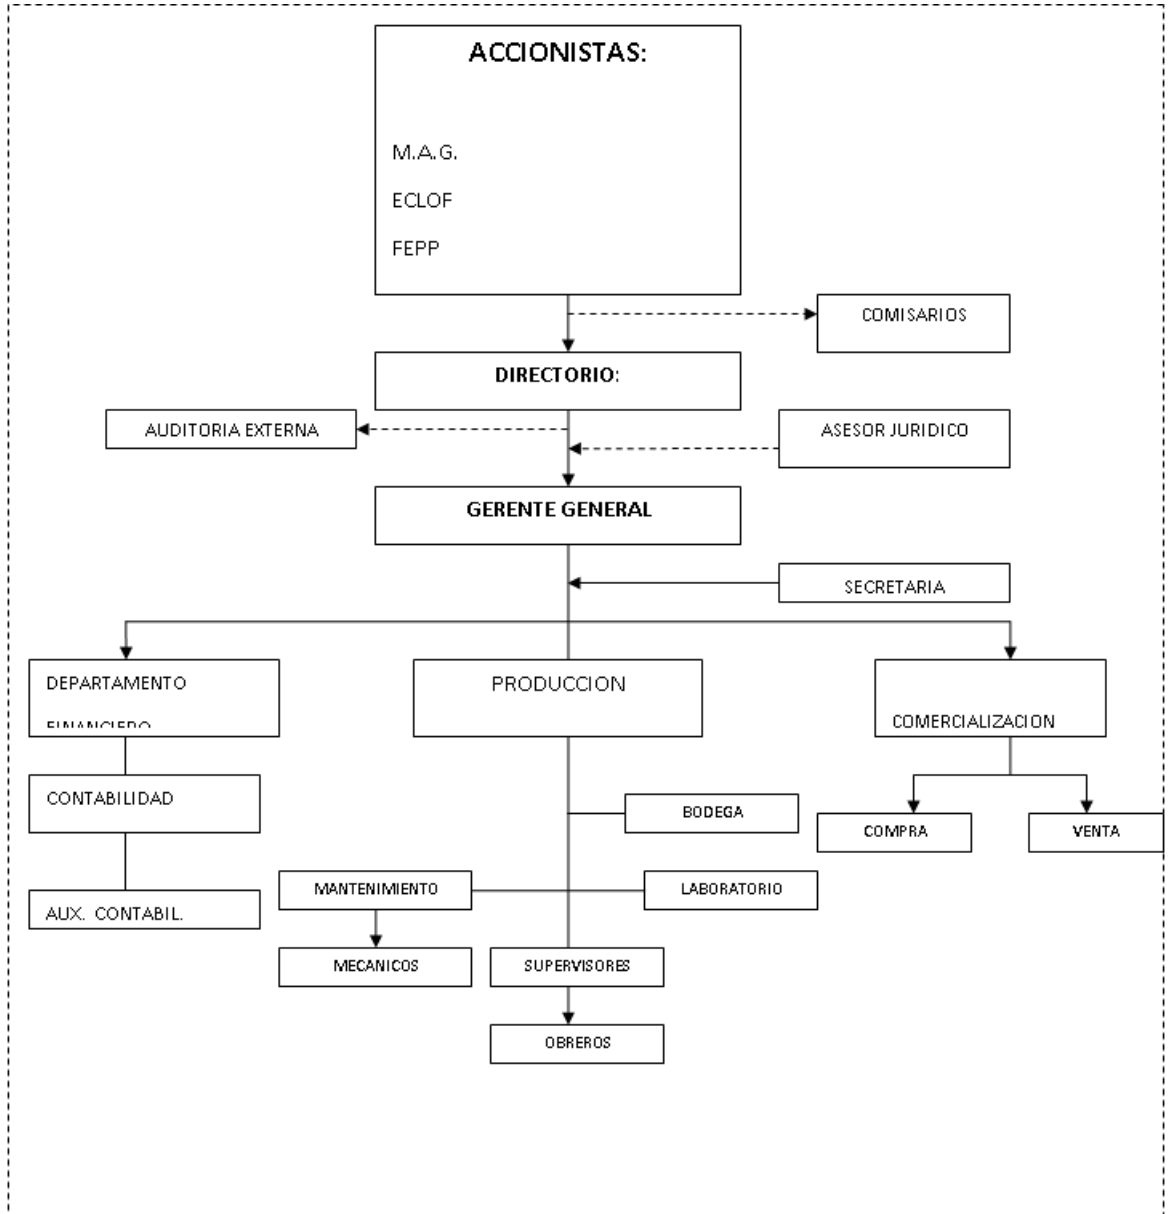 ACCIONISTAS:
M.A.G.
ECLOF
FEPP
COMISARIOS
DIRECTORIO:
AUDITORIA EXTERNA
ASESOR JURIDICO
GERENTE GENERAL
SECRETARIA
DEPARTAMENTO
FINANCIERO
PRODUCCION
COMERCIALIZACION
CONTABILIDAD
BODEGA
COMPRA
VENTA
MANTENIMIENTO
LABORATORIO
AUX. CONTABIL.
MECANICOS
SUPERVISORES
OBREROS